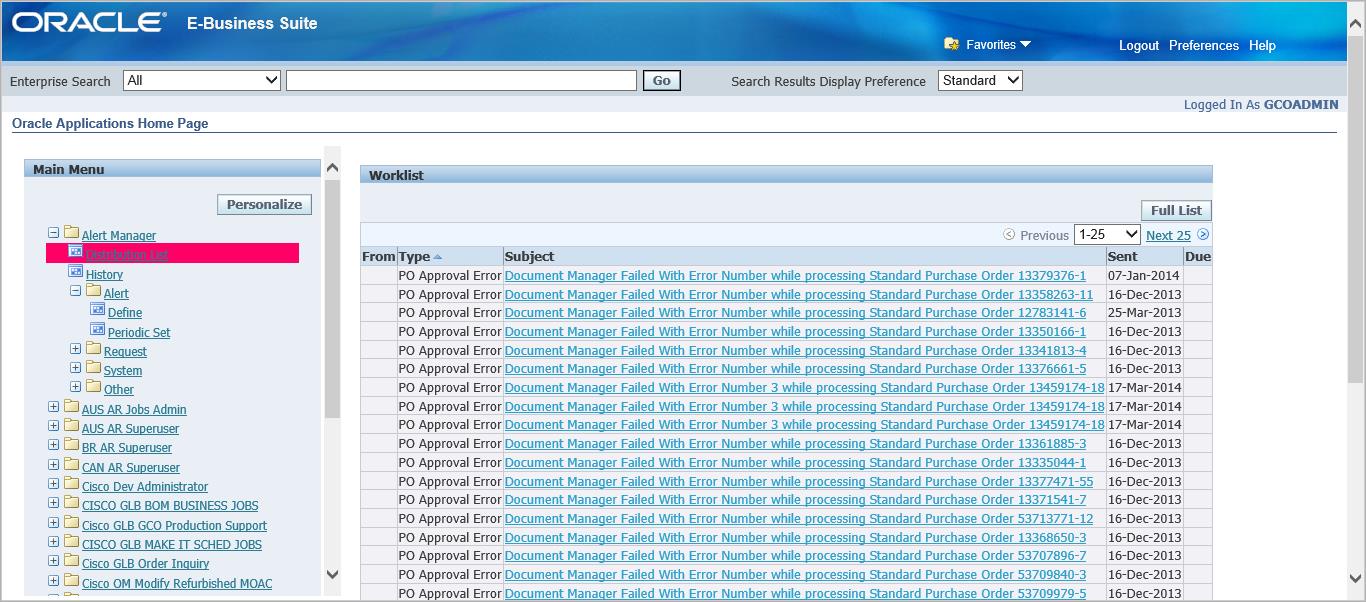 ORACLE® E-Business Suite
Favorites
Logout Preferences Help
Enterprise Search All Go Search Results Display Preference Standard
Logged In As GCOADMIN
Oracle Applications Home Page
Main Menu
Personalize
Alert Manager
Distribution List
History
Alert
Define
Periodic Set
Request
System
Other
AUS AR Jobs Admin
AUS AR Superuser
BR AR Superuser
CAN AR Superuser
Cisco Dev Administrator
CISCO GLB BOM BUSINESS JOBS
Cisco GLB GCO Production Support
CISCO GLB MAKE IT SCHED JOBS
Cisco GLB Order Inquiry
Cisco OM Modify Refurbished MOAC
Worklist
Full List
Previous 1-25 Next 25
From Type Subject Sent Due
PO Approval Error Document Manager Failed With Error Number while processing Standard Purchase Order 13379376-1 07-Jan-2014
PO Approval Error Document Manager Failed With Error Number while processing Standard Purchase Order 13358263-11 16-Dec-2013
PO Approval Error Document Manager Failed With Error Number while processing Standard Purchase Order 12783141-6 25-Mar-2013
PO Approval Error Document Manager Failed With Error Number while processing Standard Purchase Order 13350166-1 16-Dec-2013
PO Approval Error Document Manager Failed With Error Number while processing Standard Purchase Order 13341813-4 16-Dec-2013
PO Approval Error Document Manager Failed With Error Number while processing Standard Purchase Order 13376661-5 16-Dec-2013
PO Approval Error Document Manager Failed With Error Number 3 while processing Standard Purchase Order 13459174-18 17-Mar-2014
PO Approval Error Document Manager Failed With Error Number 3 while processing Standard Purchase Order 13459174-18 17-Mar-2014
PO Approval Error Document Manager Failed With Error Number 3 while processing Standard Purchase Order 13459174-18 17-Mar-2014
PO Approval Error Document Manager Failed With Error Number while processing Standard Purchase Order 13361885-3 16-Dec-2013
PO Approval Error Document Manager Failed With Error Number while processing Standard Purchase Order 13335044-1 16-Dec-2013
PO Approval Error Document Manager Failed With Error Number while processing Standard Purchase Order 13377471-55 16-Dec-2013
PO Approval Error Document Manager Failed With Error Number while processing Standard Purchase Order 13371541-7 16-Dec-2013
PO Approval Error Document Manager Failed With Error Number while processing Standard Purchase Order 53713771-12 16-Dec-2013
PO Approval Error Document Manager Failed With Error Number while processing Standard Purchase Order 13368650-3 16-Dec-2013
PO Approval Error Document Manager Failed With Error Number while processing Standard Purchase Order 53707896-7 16-Dec-2013
PO Approval Error Document Manager Failed With Error Number while processing Standard Purchase Order 53709840-3 16-Dec-2013
PO Approval Error Document Manager Failed With Error Number while processing Standard Purchase Order 53709979-5 16-Dec-2013